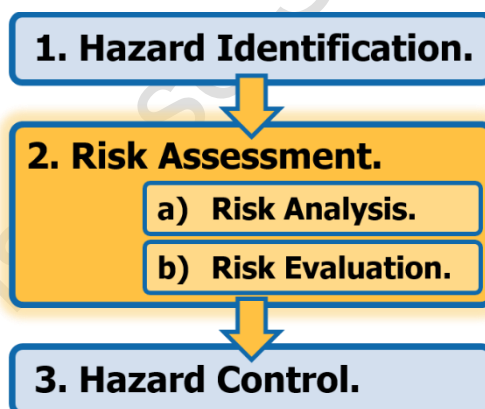 1. Hazard Identification.
2. Risk Assessment.
a) Risk Analysis.
b) Risk Evaluation.
3. Hazard Control.